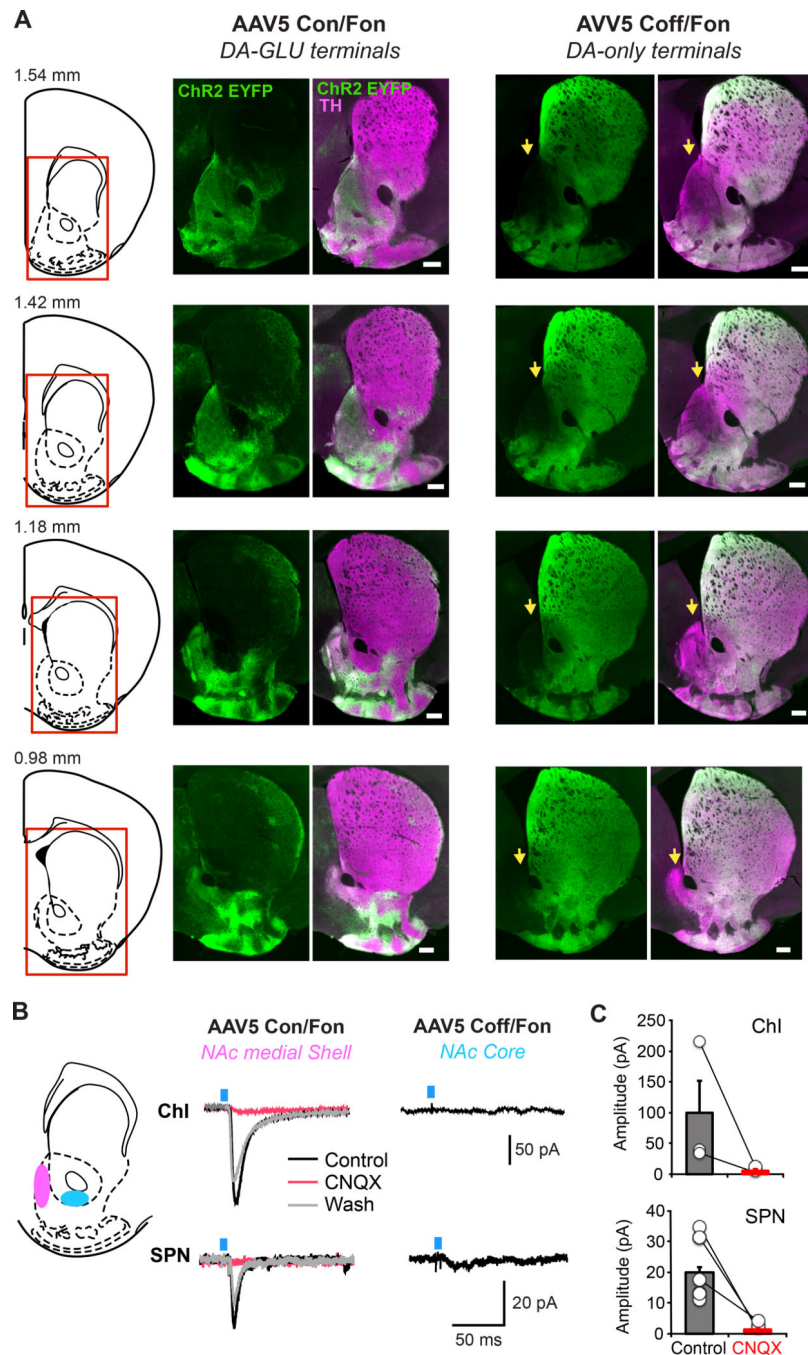 A
AAV5 Con/Fon
DA-GLU terminals
AVV5 Coff/Fon
DA-only terminals
1.54 mm
ChR2 EYFP
ChR2 EYFP
TH
1.42 mm
1.18 mm
0.98 mm
B
AAV5 Con/Fon
NAc medial Shell
AAV5 Coff/Fon
NAc Core
ChI
50 pA
Control
CNQX
Wash
SPN
20 pA
50 ms
C
ChI
Amplitude (pA)
250
200
150
100
50
0
SPN
Amplitude (pA)
40
30
20
10
0
Control
CNQX